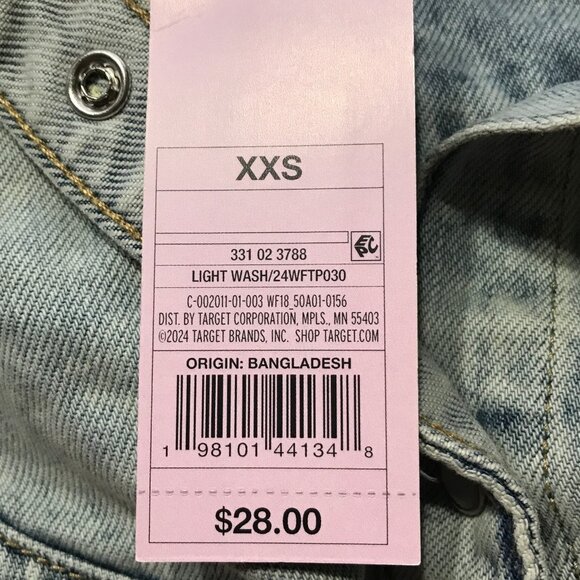 XXS
EPC
331 02 3788
LIGHT WASH/24WFTP030
C-002011-01-003 WF18_50A01-0156
DIST. BY TARGET CORPORATION, MPLS., MN 55403
©2024 TARGET BRANDS, INC. SHOP TARGET.COM
ORIGIN: BANGLADESH
1 98101 44134 8
$28.00